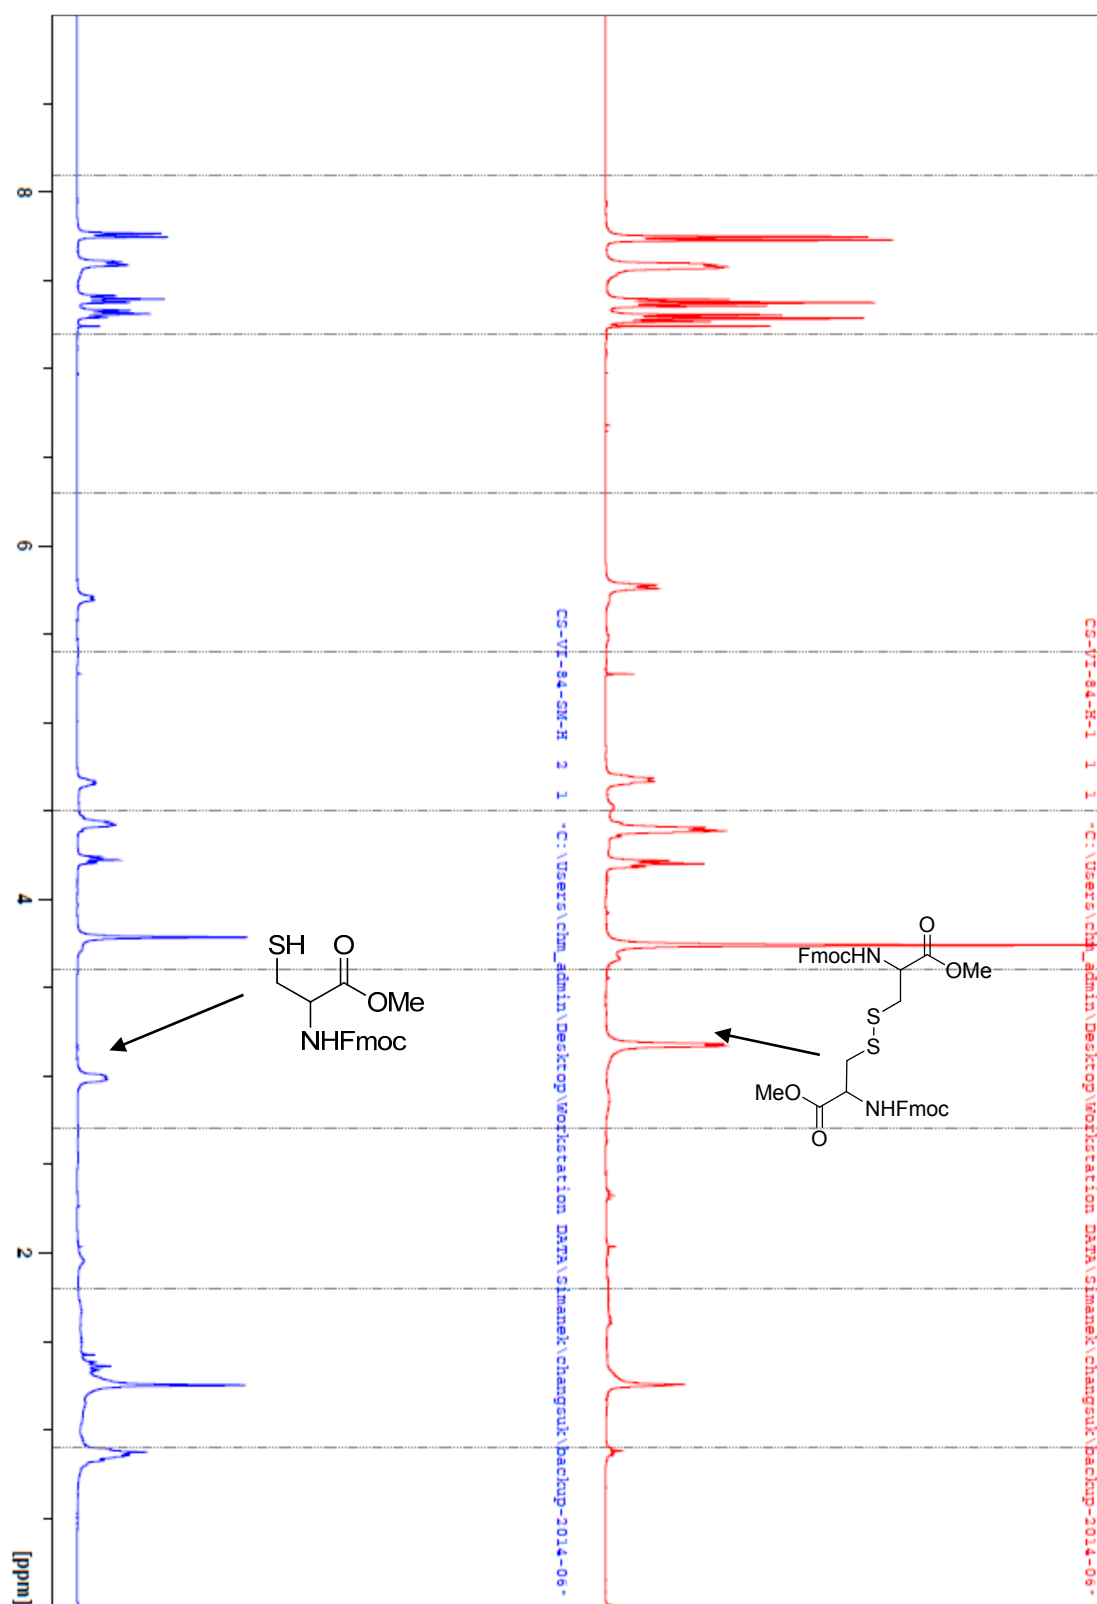 CS-VI-84-H-1 1 1 "C:\Users\chm_admin\Desktop\Workstation DATA\Simanek\changsuk\backup-2014-06"
CS-VI-84-SM-H 2 1 "C:\Users\chm_admin\Desktop\Workstation DATA\Simanek\changsuk\backup-2014-06"
O
FmocHN
OMe
S
S
MeO
NHFmoc
O
SH
O
OMe
NHFmoc
8
6
4
2
[ppm]